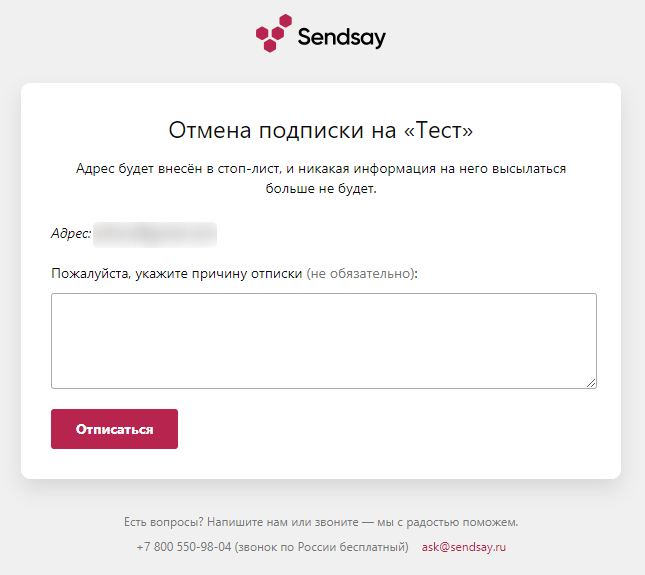 Sendsay
Отмена подписки на «Тест»
Адрес будет внесён в стоп-лист, и никакая информация на него высылаться
больше не будет.
Адрес:
Пожалуйста, укажите причину отписки (не обязательно):
Отписаться
Есть вопросы? Напишите нам или звоните — мы с радостью поможем.
+7 800 550-98-04 (звонок по России бесплатный) ask@sendsay.ru